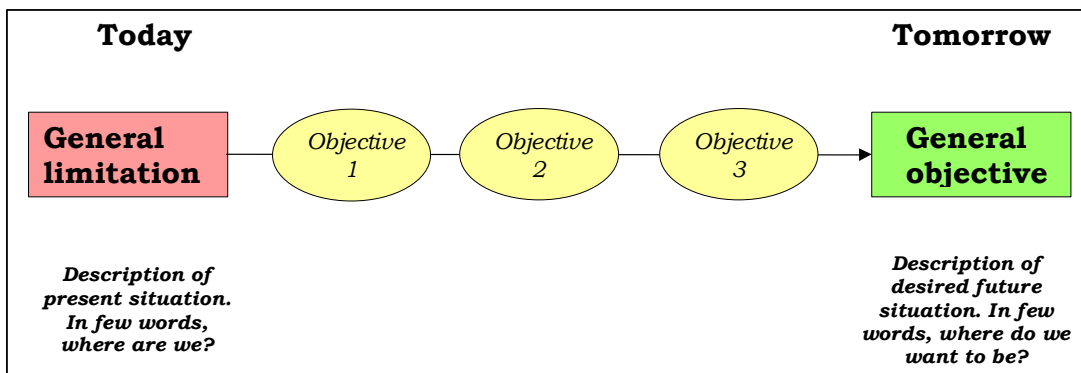 Today
Tomorrow
General
limitation
Objective
1
Objective
2
Objective
3
General
objective
Description of
present situation.
In few words,
where are we?
Description of
desired future
situation. In few
words, where do we
want to be?